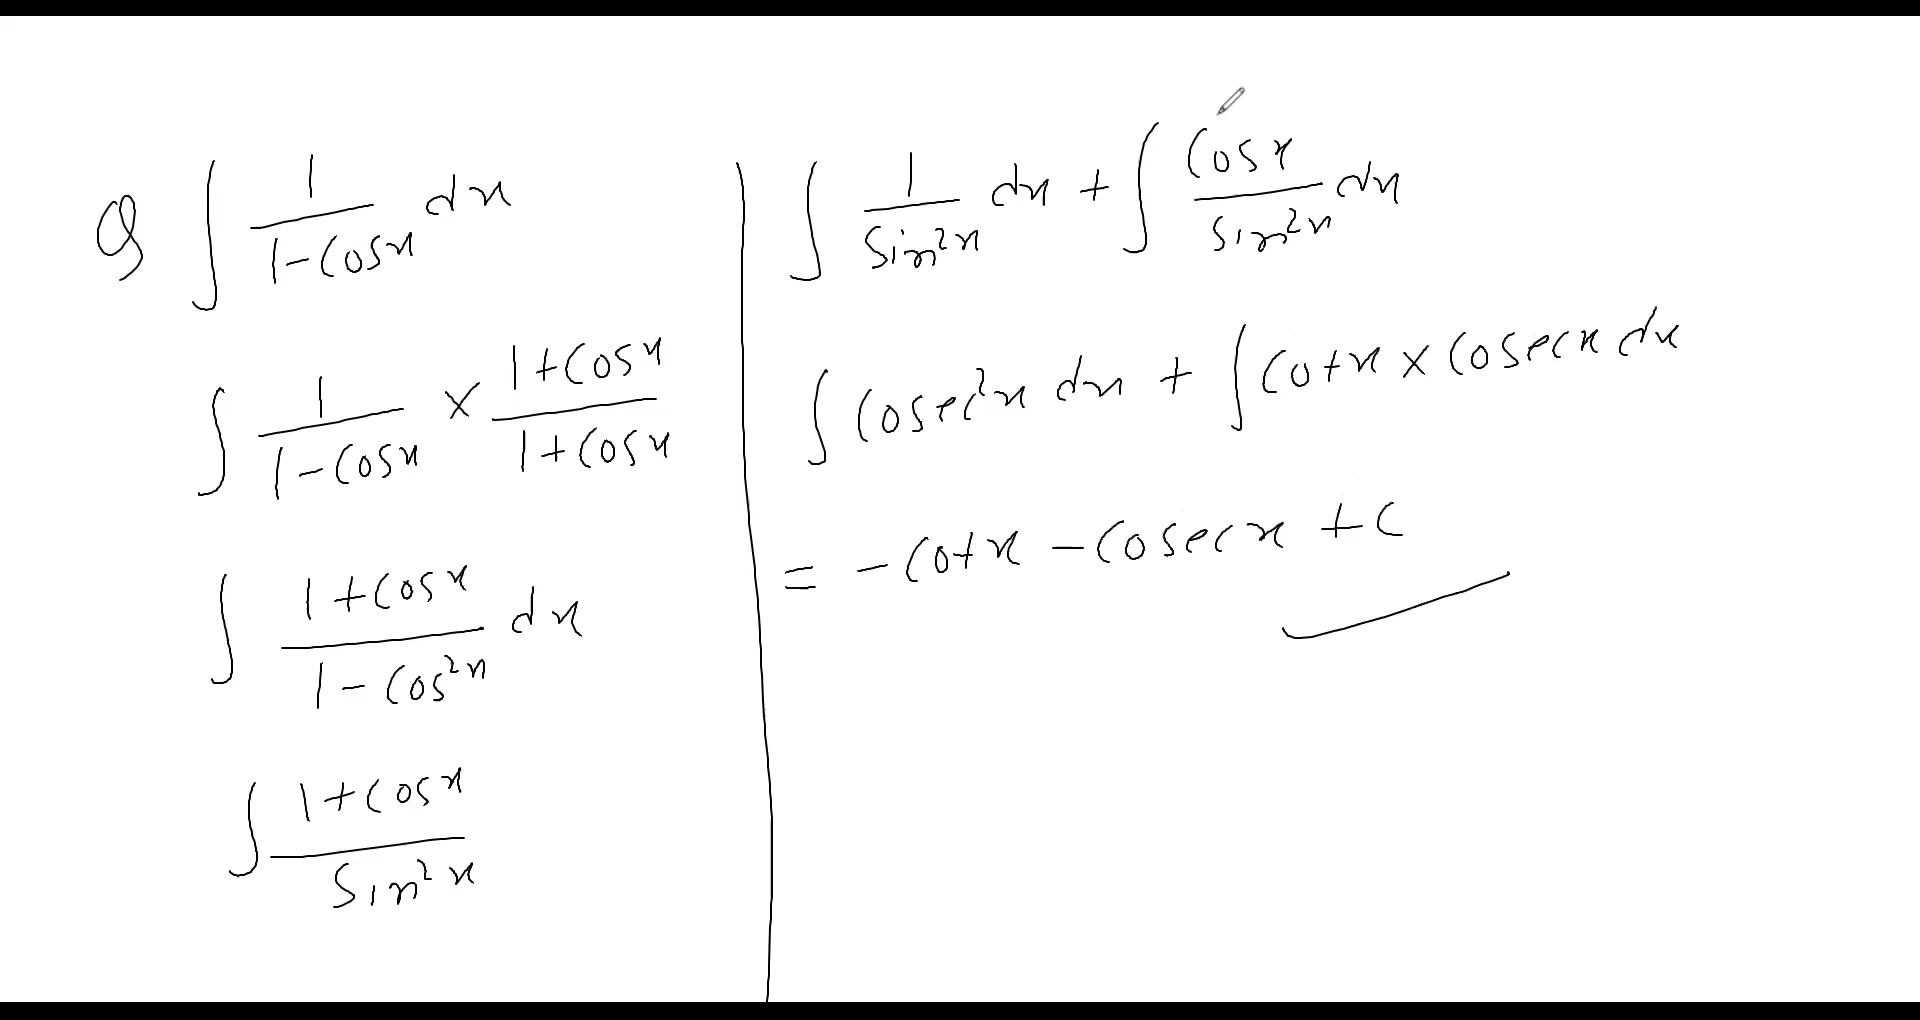 Q ∫ 1/(1-Cosx) dx
∫ 1/(1-Cosx) × (1+Cosx)/(1+Cosx)
∫ (1+Cosx)/(1-Cos²x) dx
∫ (1+Cosx)/(Sin²x)
∫ 1/(Sin²x) dx + ∫ Cosx/(Sin²x) dx
∫ Cosec²x dx + ∫ Cotx × Cosecx dx
= -Cotx - Cosecx + C